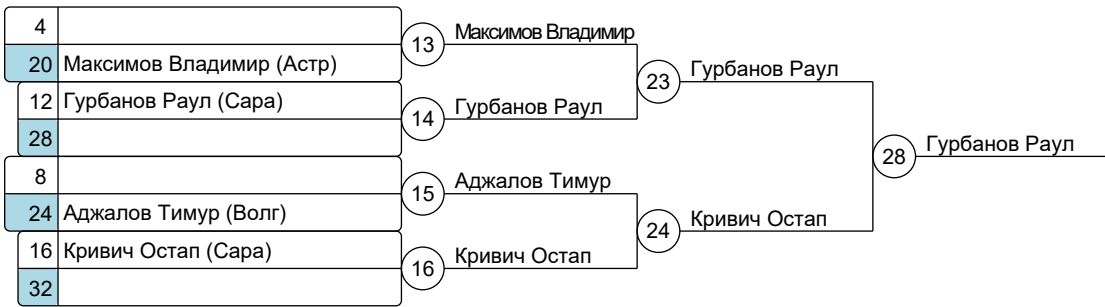 4
13
Максимов Владимир
20 Максимов Владимир (Астр)
23
Гурбанов Раул
12 Гурбанов Раул (Сара)
14
Гурбанов Раул
28
28
Гурбанов Раул
8
15
Аджалов Тимур
24 Аджалов Тимур (Волг)
24
Кривич Остап
16 Кривич Остап (Сара)
16
Кривич Остап
32